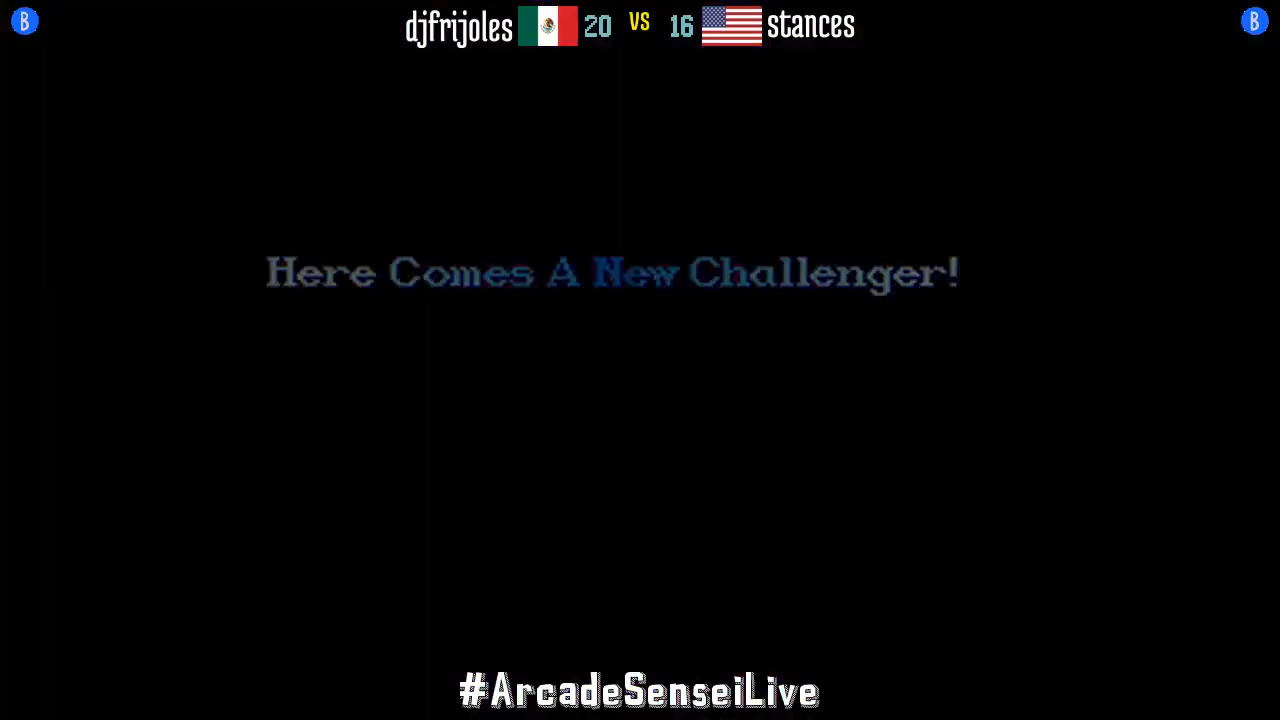 B djfrijoles 20 VS 16 stances B
Here Comes A New Challenger!
#ArcadeSenseiLive